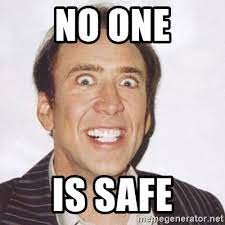 NO ONE
IS SAFE
memegenerator.net